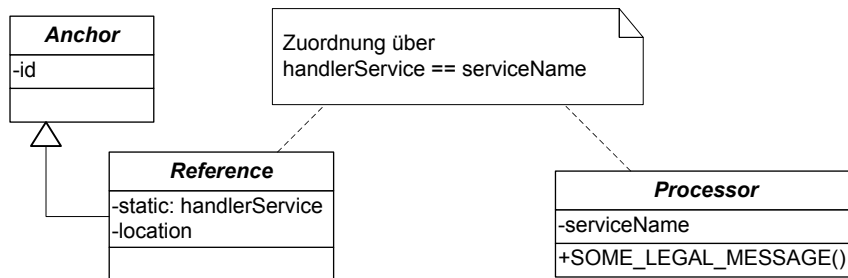 Anchor
-id
Zuordnung über
handlerService == serviceName
Reference
-static: handlerService
-location
Processor
-serviceName
+SOME_LEGAL_MESSAGE()